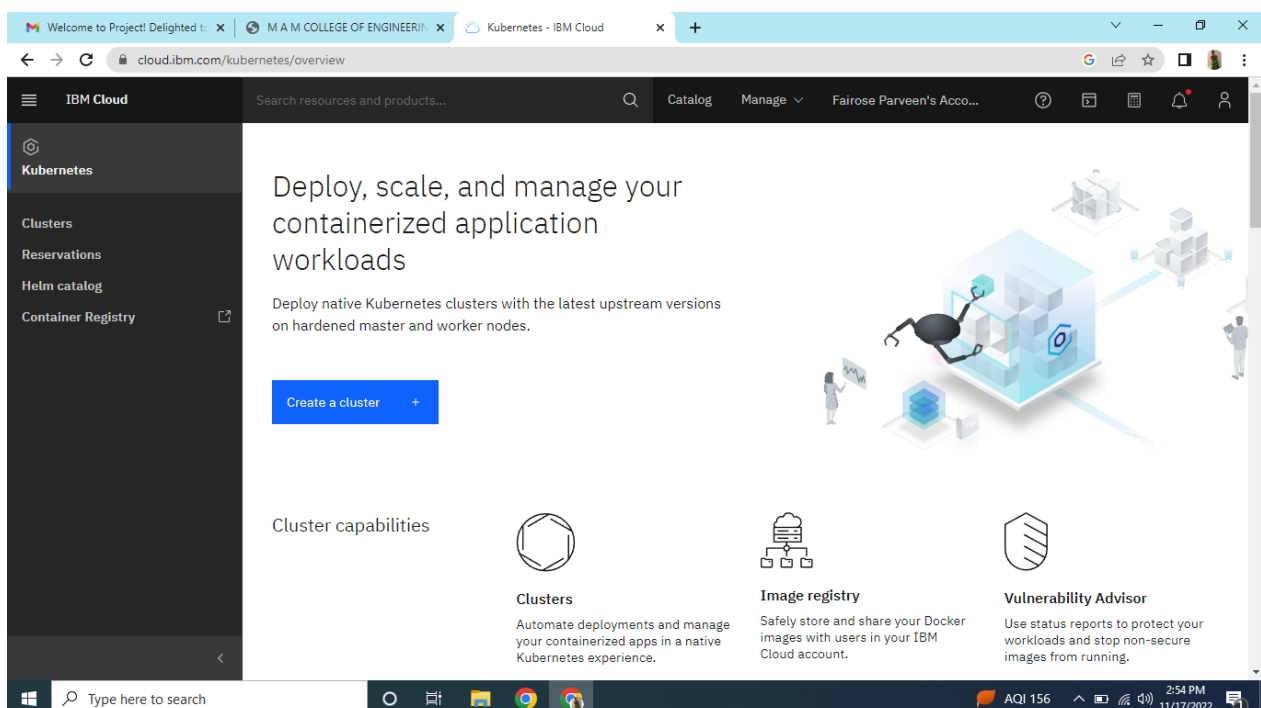 Welcome to Project! Delighted to
M A M COLLEGE OF ENGINEERIN
Kubernetes - IBM Cloud
cloud.ibm.com/kubernetes/overview
IBM Cloud
Search resources and products...
Catalog
Manage
Fairose Parveen's Acco...
Kubernetes
Clusters
Reservations
Helm catalog
Container Registry
Deploy, scale, and manage your
containerized application
workloads
Deploy native Kubernetes clusters with the latest upstream versions
on hardened master and worker nodes.
Create a cluster +
Cluster capabilities
Clusters
Automate deployments and manage
your containerized apps in a native
Kubernetes experience.
Image registry
Safely store and share your Docker
images with users in your IBM
Cloud account.
Vulnerability Advisor
Use status reports to protect your
workloads and stop non-secure
images from running.
Type here to search
AQI 156
2:54 PM
11/17/2022